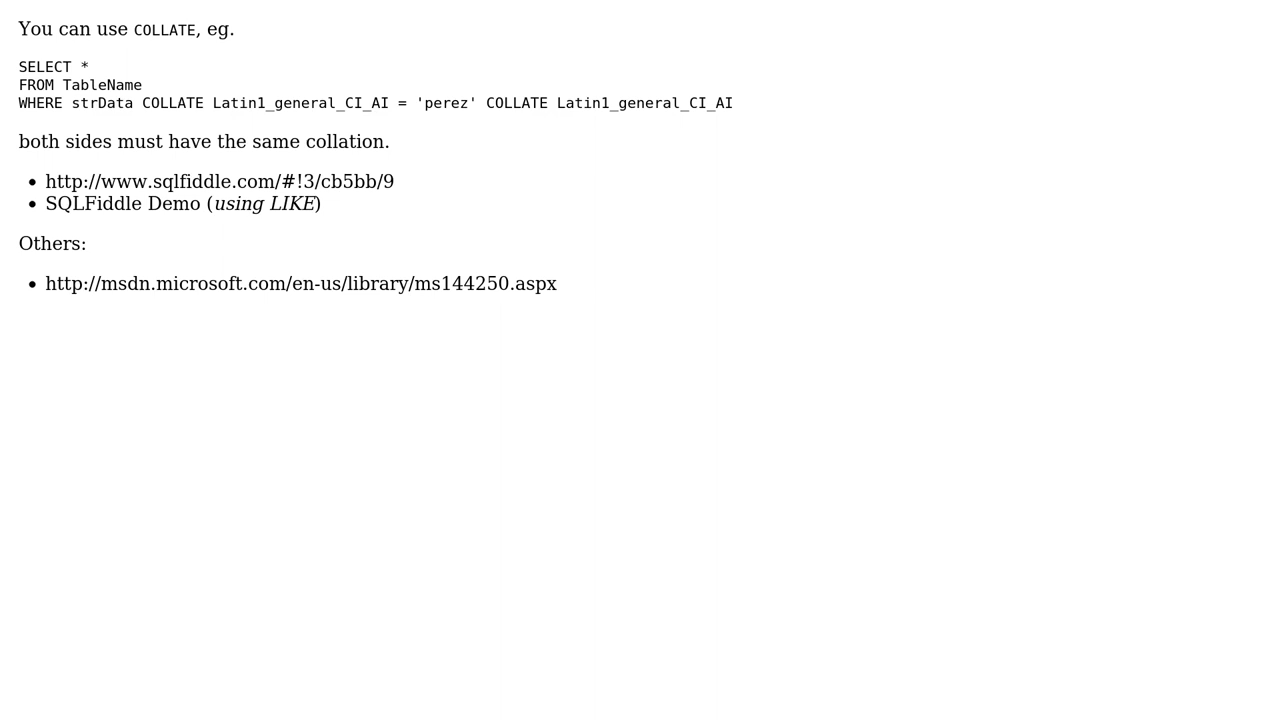 You can use COLLATE, eg.
SELECT *
FROM TableName
WHERE strData COLLATE Latin1_general_CI_AI = 'perez' COLLATE Latin1_general_CI_AI
both sides must have the same collation.
• http://www.sqlfiddle.com/#!3/cb5bb/9
• SQLFiddle Demo (using LIKE)
Others:
• http://msdn.microsoft.com/en-us/library/ms144250.aspx